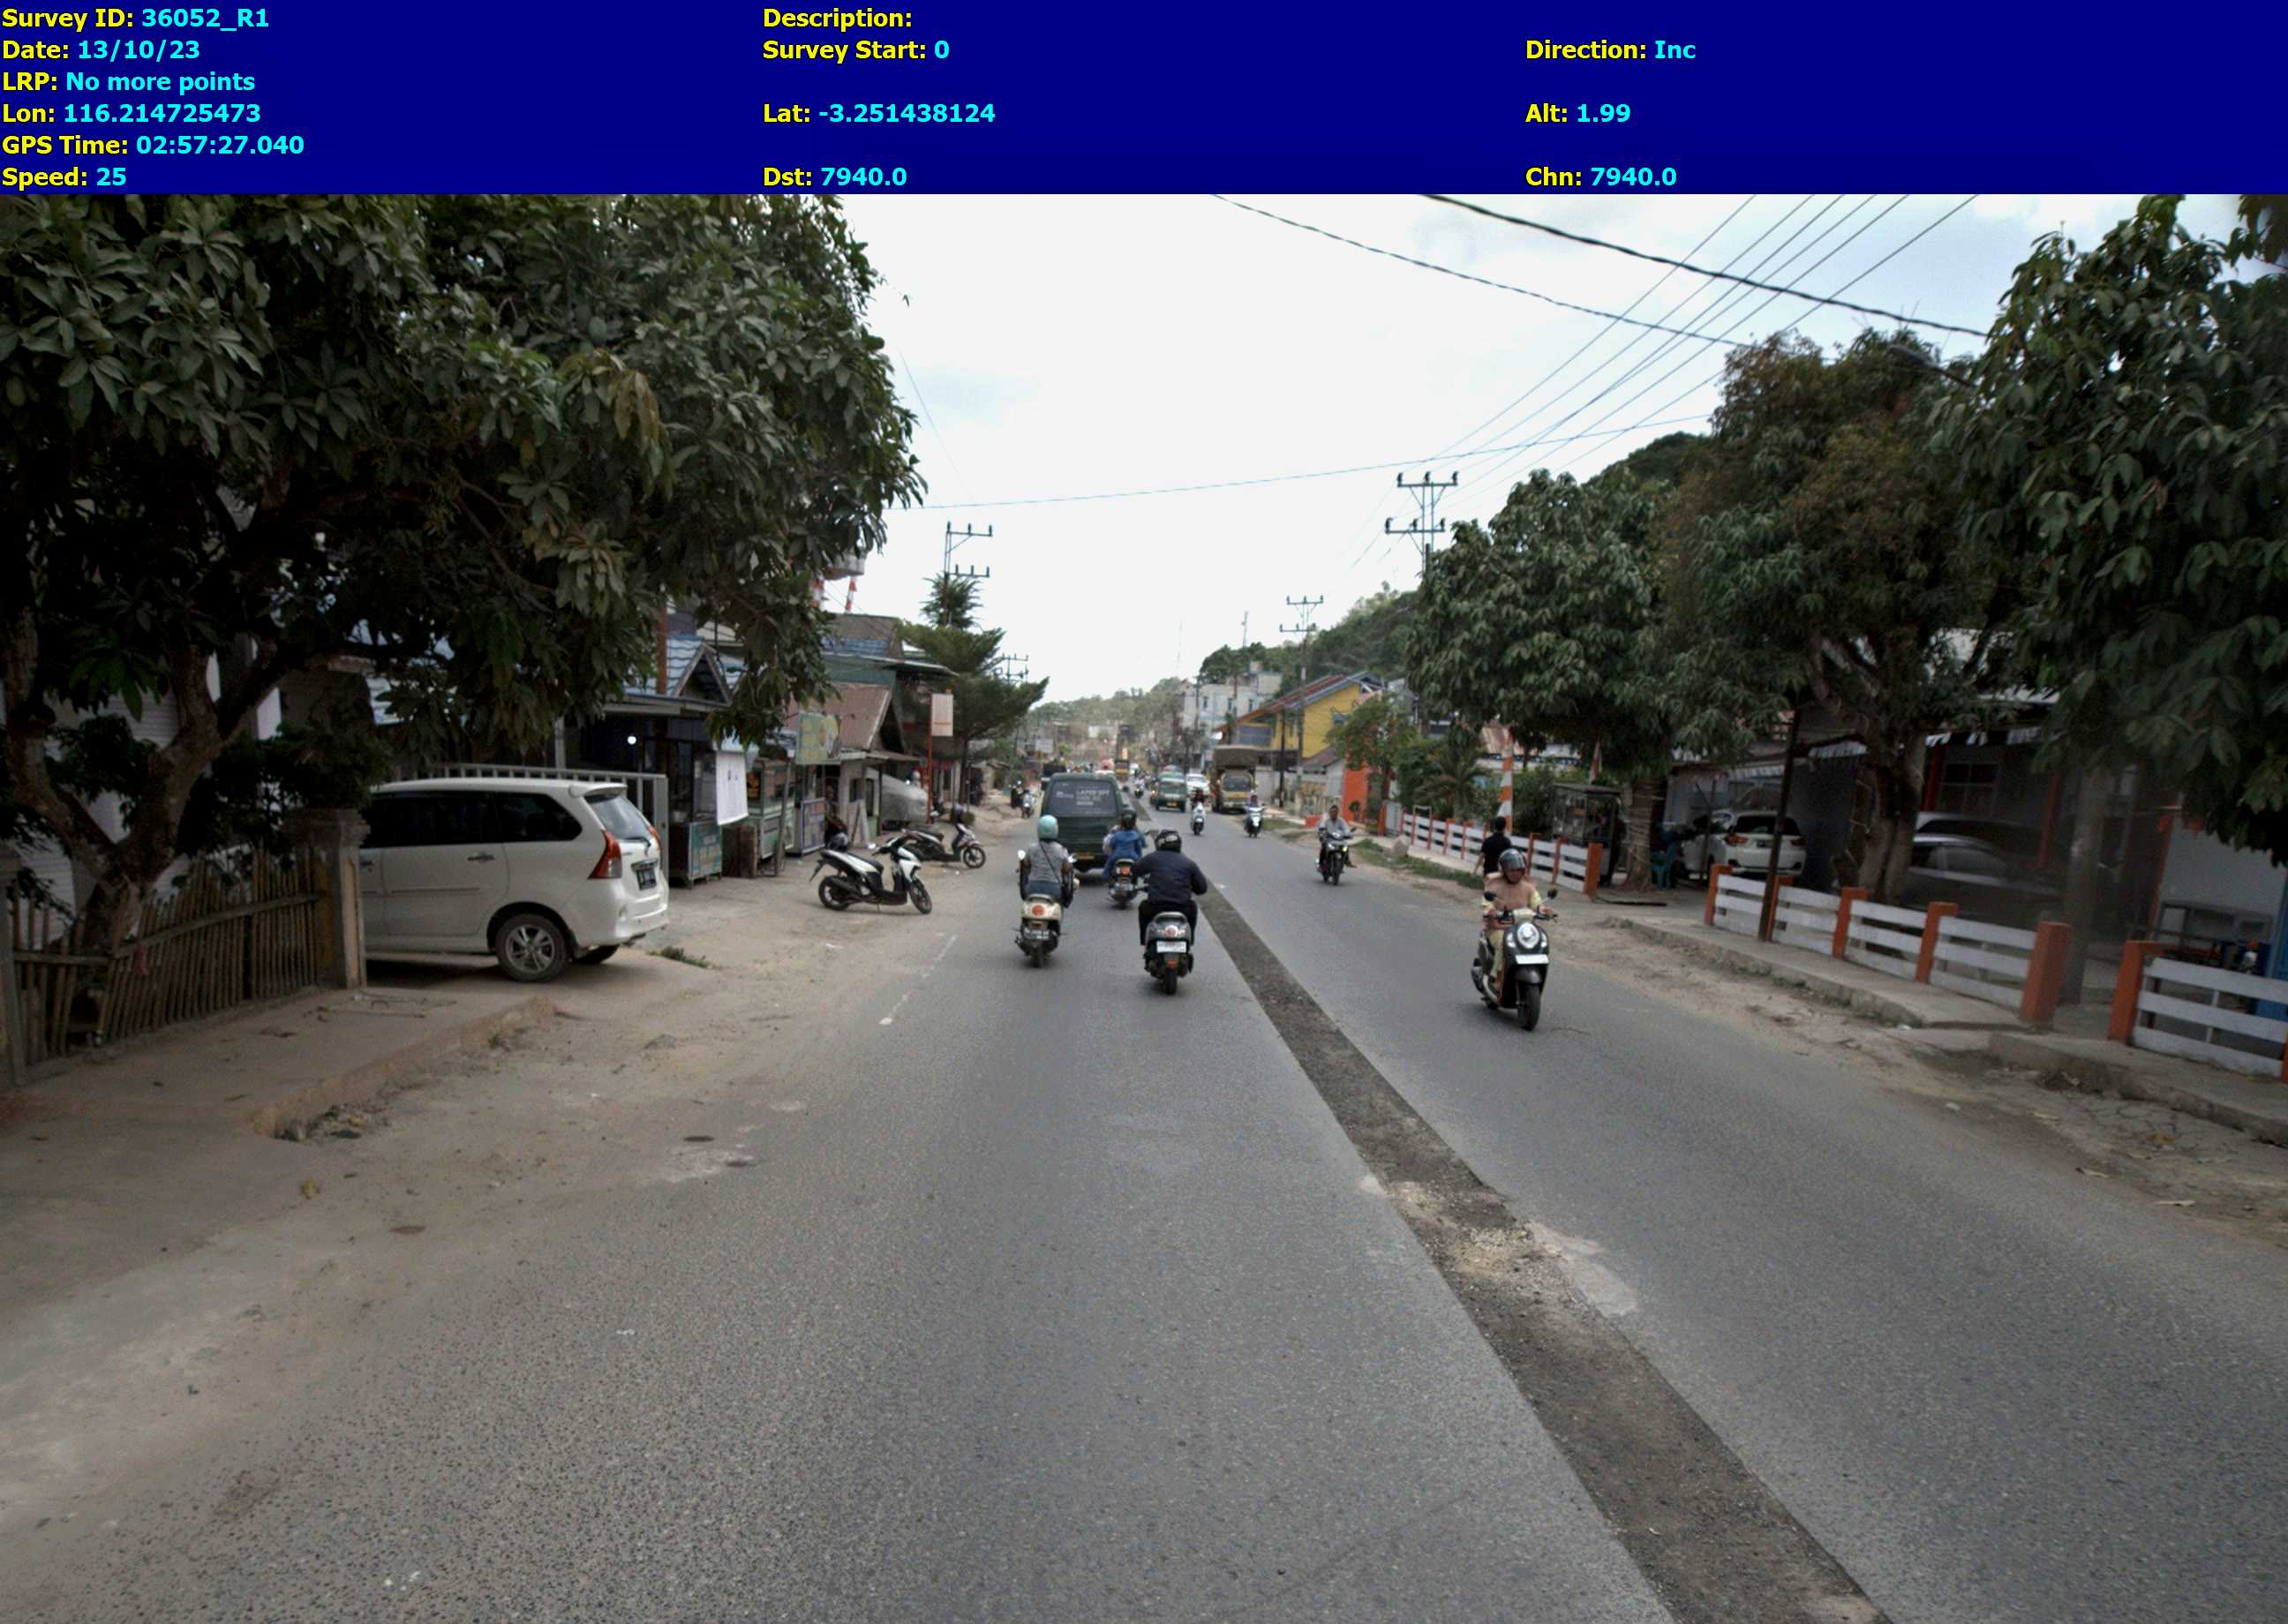 Survey ID: 36052_R1
Description:
Date: 13/10/23
Survey Start: 0
Direction: Inc
LRP: No more points
Lon: 116.214725473
Lat: -3.251438124
Alt: 1.99
GPS Time: 02:57:27.040
Speed: 25
Dst: 7940.0
Chn: 7940.0